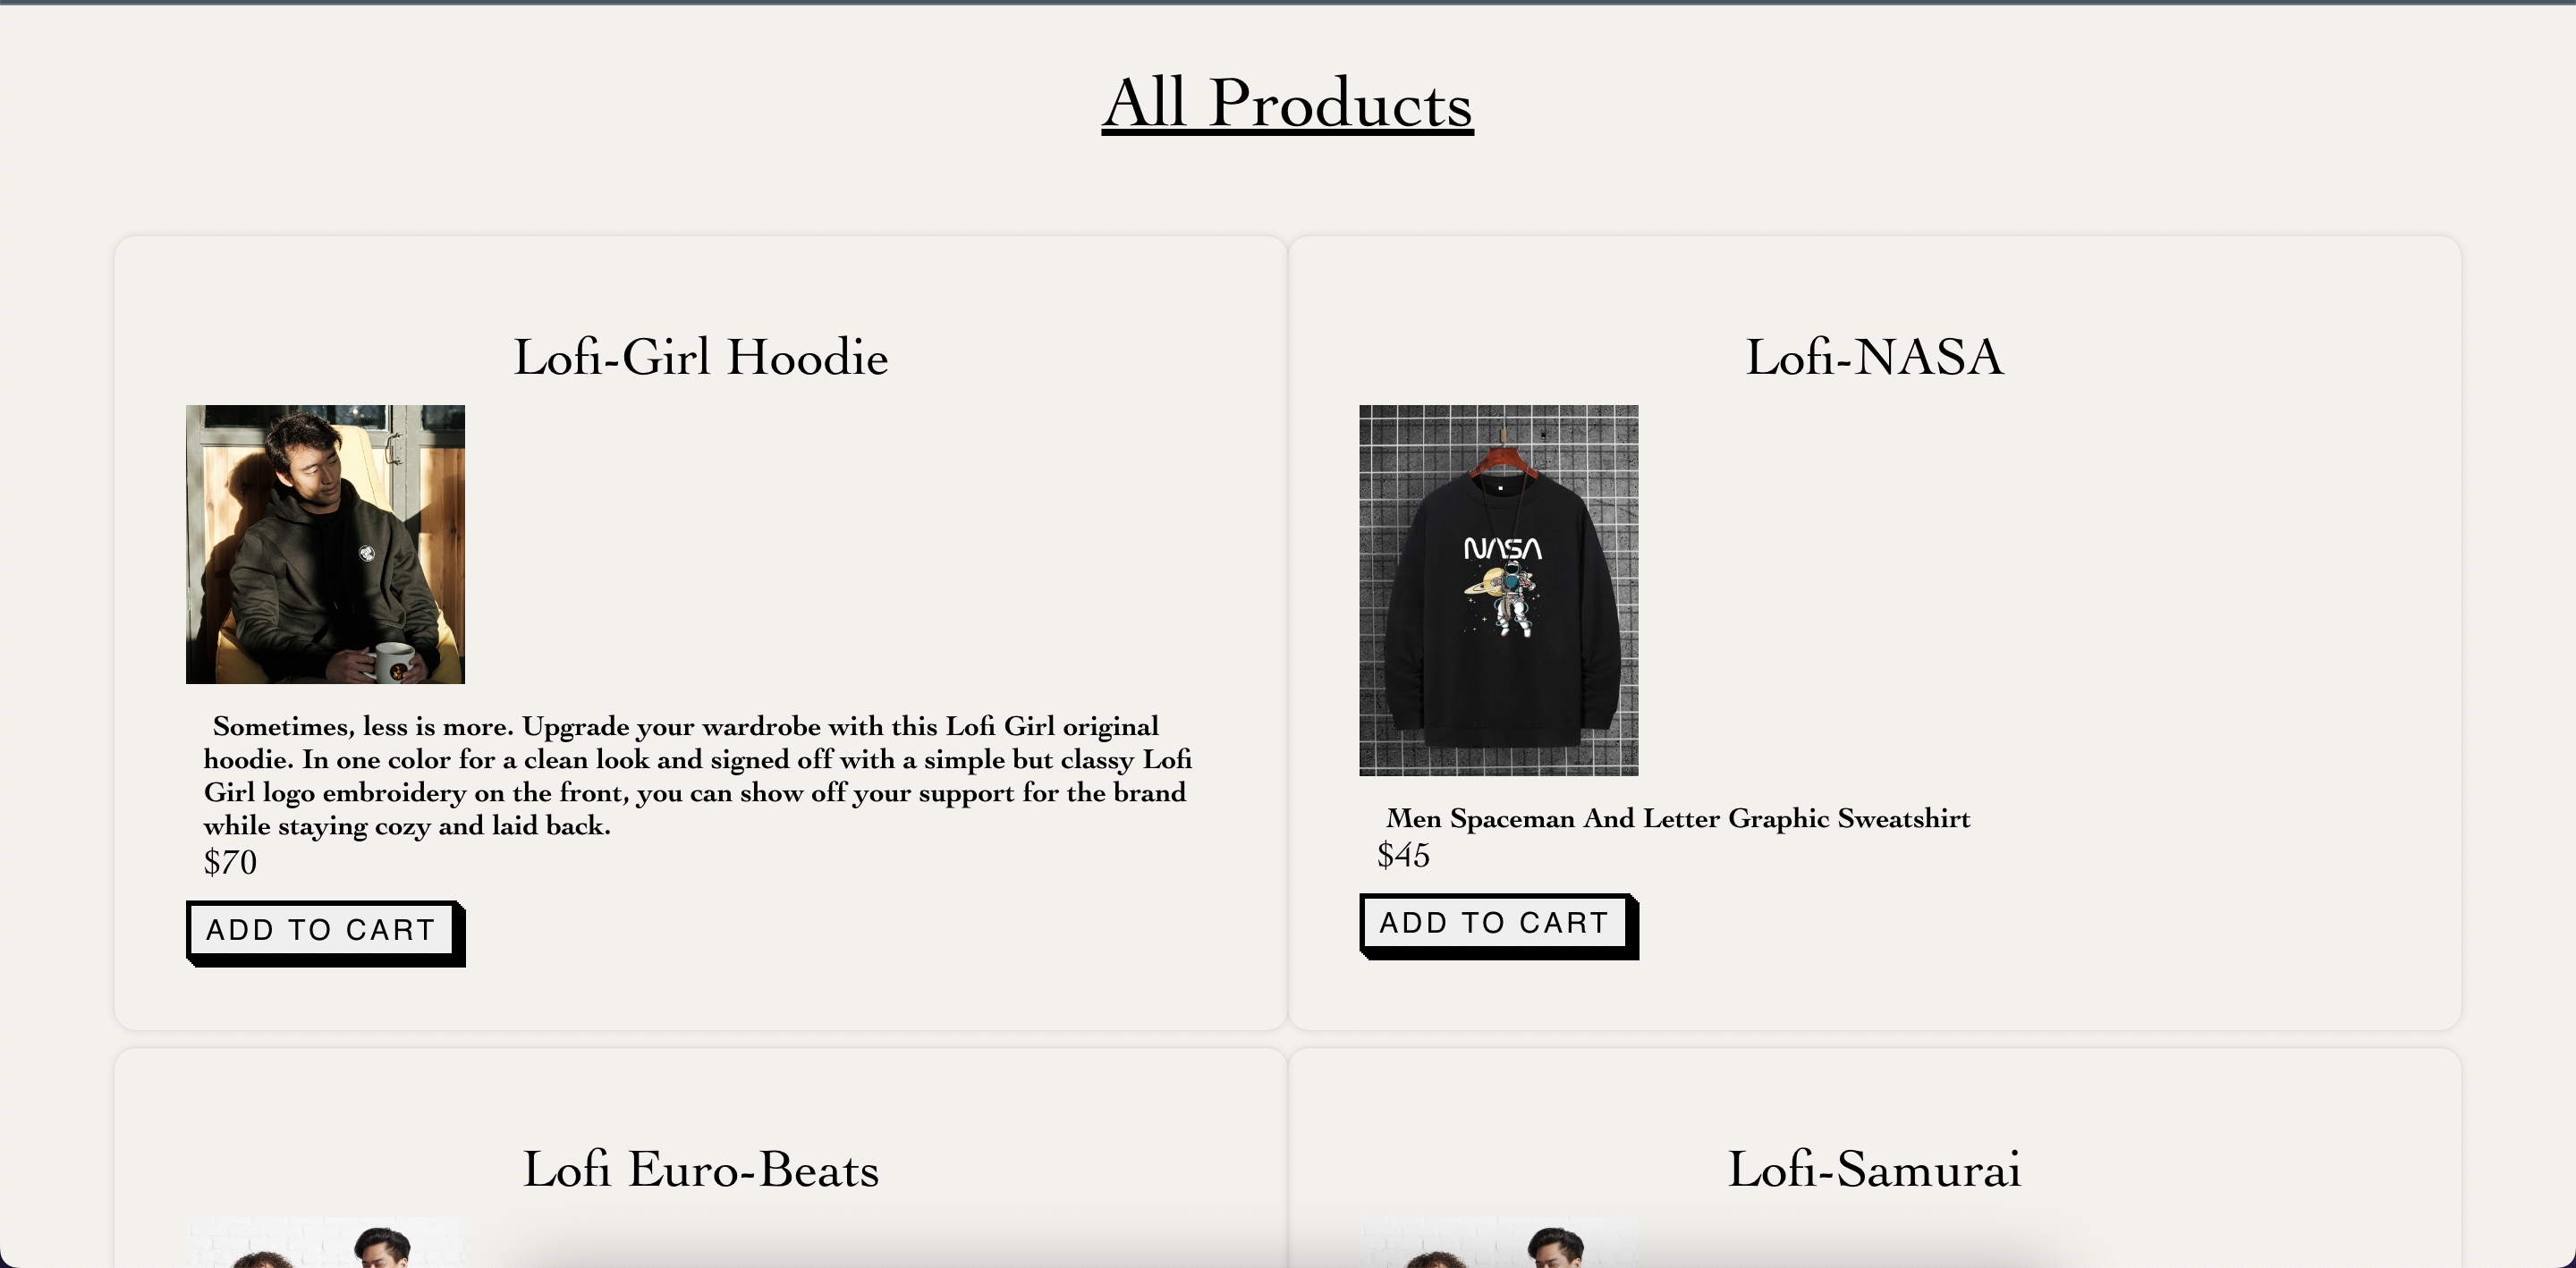 All Products
Lofi-Girl Hoodie
Sometimes, less is more. Upgrade your wardrobe with this Lofi Girl original
hoodie. In one color for a clean look and signed off with a simple but classy Lofi
Girl logo embroidery on the front, you can show off your support for the brand
while staying cozy and laid back.
$70
ADD TO CART
Lofi-NASA
NASA
Men Spaceman And Letter Graphic Sweatshirt
$45
ADD TO CART
Lofi Euro-Beats
Lofi-Samurai